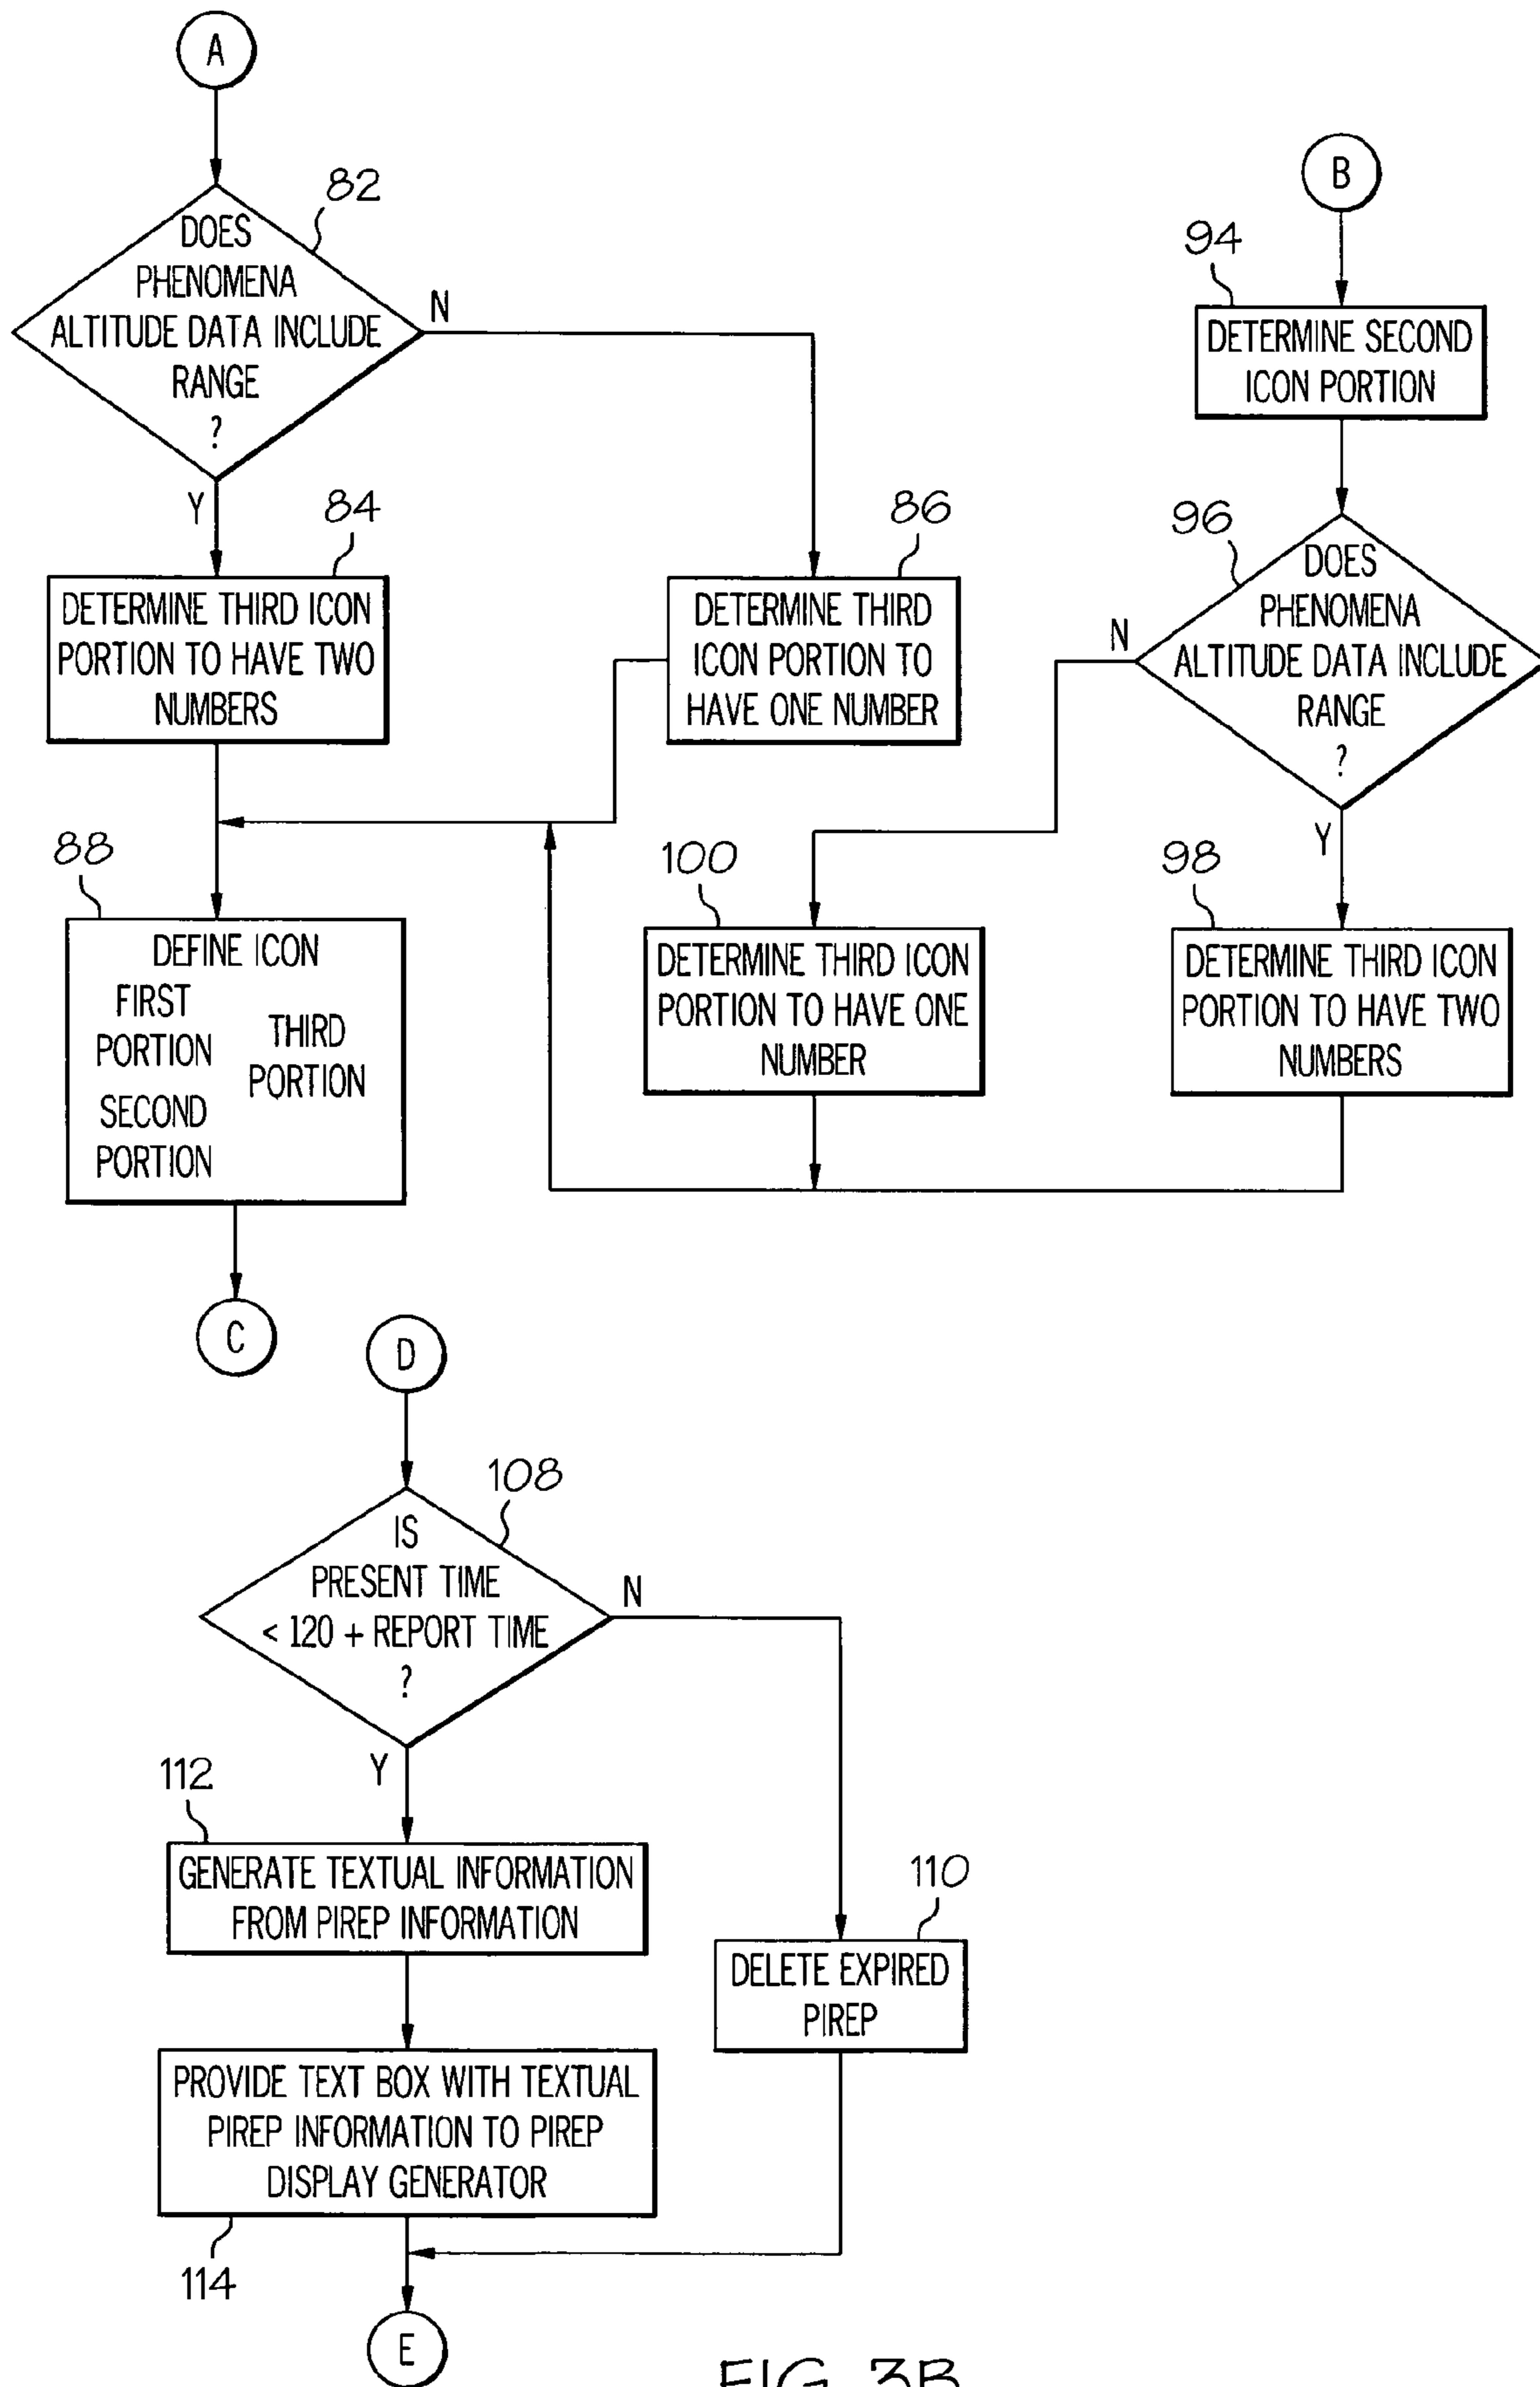 A
82
DOES
PHENOMENA
ALTITUDE DATA INCLUDE
RANGE
?
N
Y
84
DETERMINE THIRD ICON
PORTION TO HAVE TWO
NUMBERS
86
DETERMINE THIRD
ICON PORTION TO
HAVE ONE NUMBER
88
DEFINE ICON
FIRST
PORTION
SECOND
PORTION
THIRD
PORTION
C
B
94
DETERMINE SECOND
ICON PORTION
96
DOES
PHENOMENA
ALTITUDE DATA INCLUDE
RANGE
?
N
Y
100
DETERMINE THIRD ICON
PORTION TO HAVE ONE
NUMBER
98
DETERMINE THIRD ICON
PORTION TO HAVE TWO
NUMBERS
D
108
IS
PRESENT TIME
< 120 + REPORT TIME
?
N
Y
112
GENERATE TEXTUAL INFORMATION
FROM PIREP INFORMATION
110
DELETE EXPIRED
PIREP
PROVIDE TEXT BOX WITH TEXTUAL
PIREP INFORMATION TO PIREP
DISPLAY GENERATOR
114
E
FIG. 3B